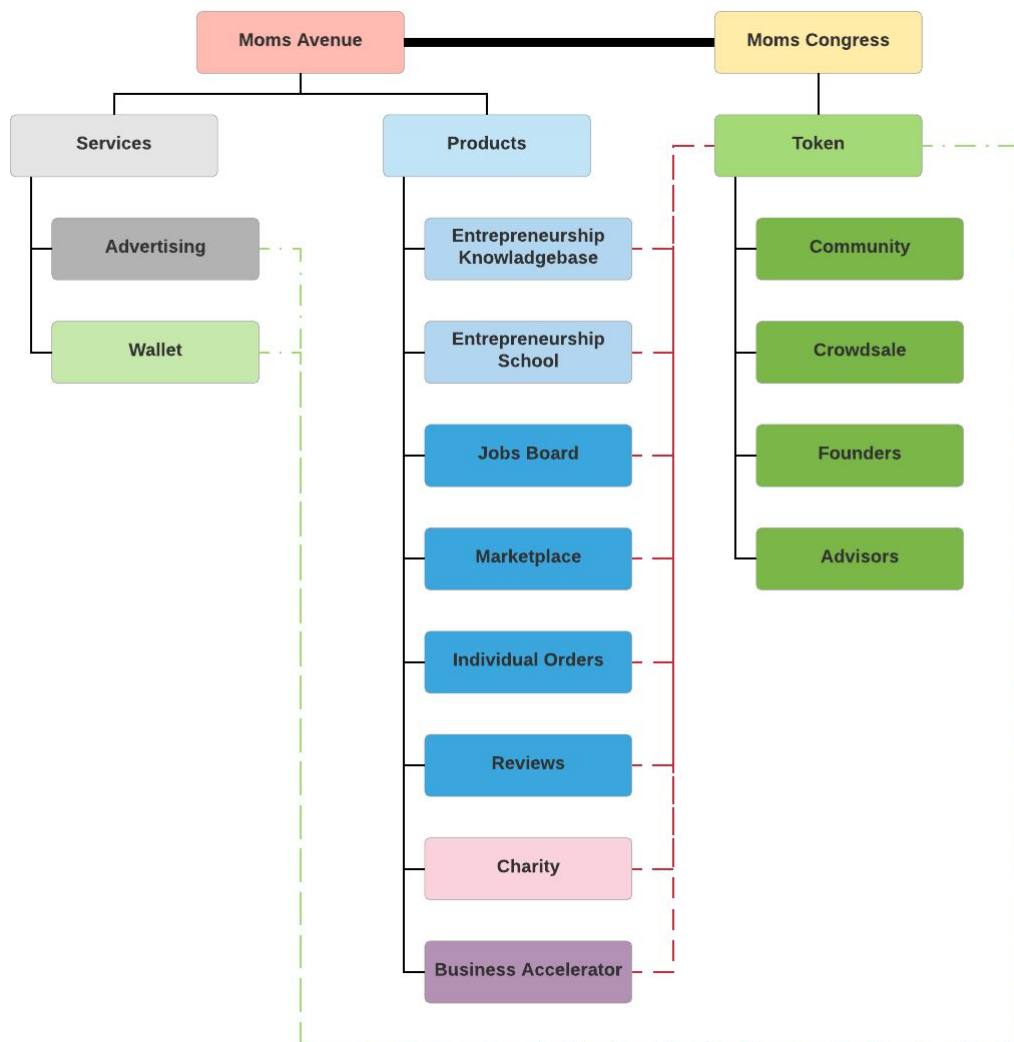 Moms Avenue
Moms Congress
Services
Products
Token
Advertising
Entrepreneurship
Knowladgebase
Community
Wallet
Entrepreneurship
School
Crowdsale
Jobs Board
Founders
Marketplace
Advisors
Individual Orders
Reviews
Charity
Business Accelerator